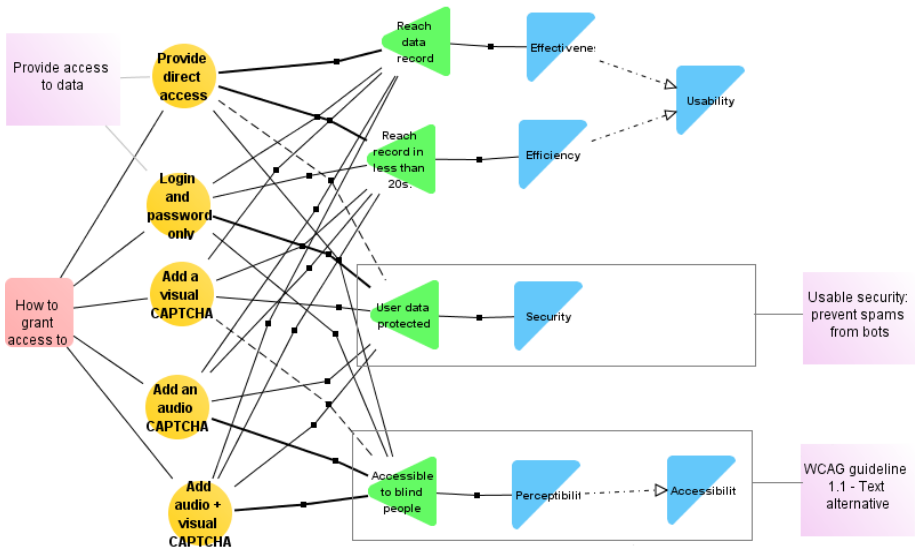 Provide access
to data
Provide
direct
access
Login
and
password
only
Add a
visual
CAPTCHA
Add an
audio
CAPTCHA
Add
audio +
visual
CAPTCHA
How to
grant
access to
Reach
data
record
Reach
record in
less than
20s.
User data
protected
Accessible
to blind
people
Effectivenes
Efficiency
Usability
Security
Perceptibilit
Accessibilit
Usable security:
prevent spams
from bots
WCAG guideline
1.1 - Text
alternative